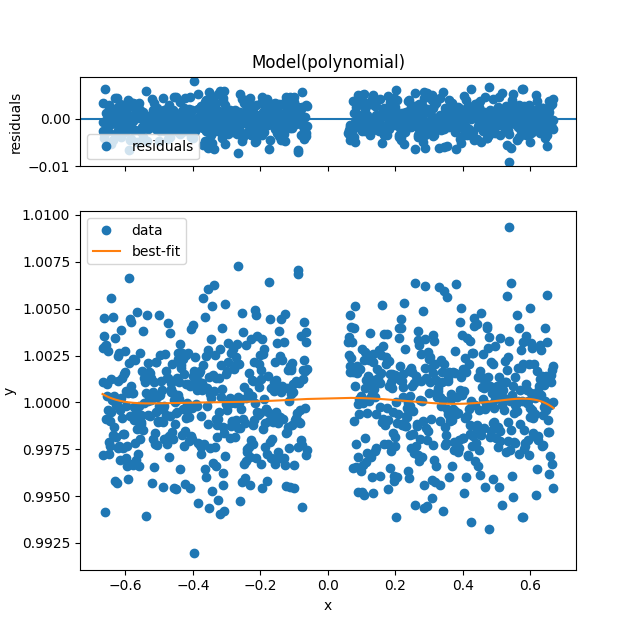 Model(polynomial)
residuals
0.00
−0.01
residuals
1.0100
1.0075
1.0050
1.0025
1.0000
0.9975
0.9950
0.9925
y
data
best-fit
−0.6 −0.4 −0.2 0.0 0.2 0.4 0.6
x